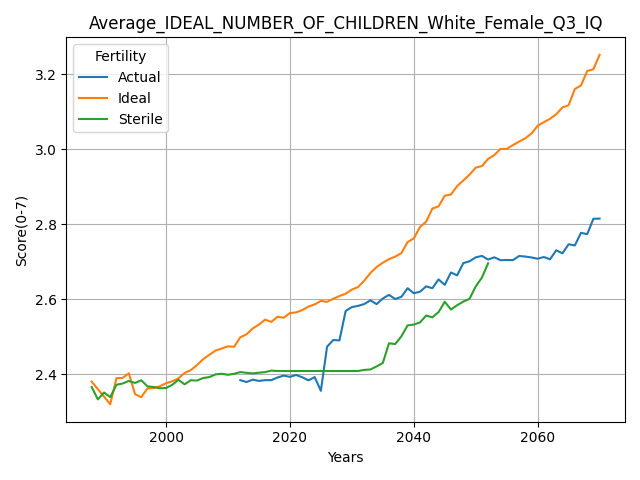 Average_IDEAL_NUMBER_OF_CHILDREN_White_Female_Q3_IQ
Fertility
Actual
Ideal
Sterile
Score(0-7)
3.2
3.0
2.8
2.6
2.4
2000
2020
2040
2060
Years